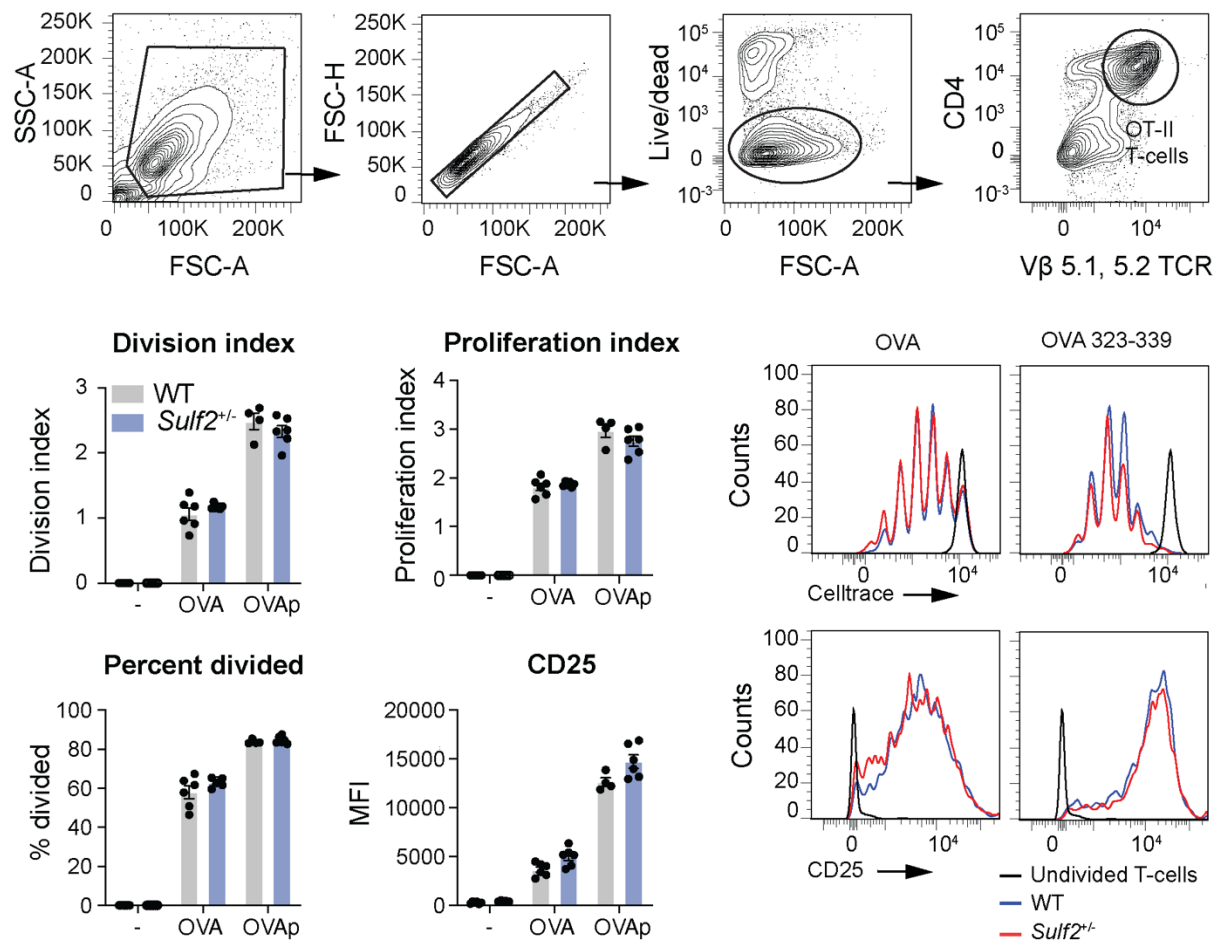 SSC-A
250K
200K
150K
100K
50K
0
0
100K
200K
FSC-A
FSC-H
250K
200K
150K
100K
50K
0
0
100K
200K
FSC-A
Live/dead
10^5
10^4
10^3
0
10^-3
0
100K
200K
FSC-A
CD4
10^5
10^4
10^3
0
10^-3
OT-II
T-cells
0
10^4
Vβ 5.1, 5.2 TCR
Division index
Division index
3
2
1
0
WT
Sulf2+/-
-
OVA
OVAp
Proliferation index
Proliferation index
4
3
2
1
0
-
OVA
OVAp
OVA
Counts
100
80
60
40
20
0
0
10^4
Celltrace
OVA 323-339
0
10^4
Percent divided
% divided
100
80
60
40
20
0
-
OVA
OVAp
CD25
MFI
20000
15000
10000
5000
0
-
OVA
OVAp
Counts
100
80
60
40
20
0
0
10^4
CD25
0
10^4
Undivided T-cells
WT
Sulf2+/-